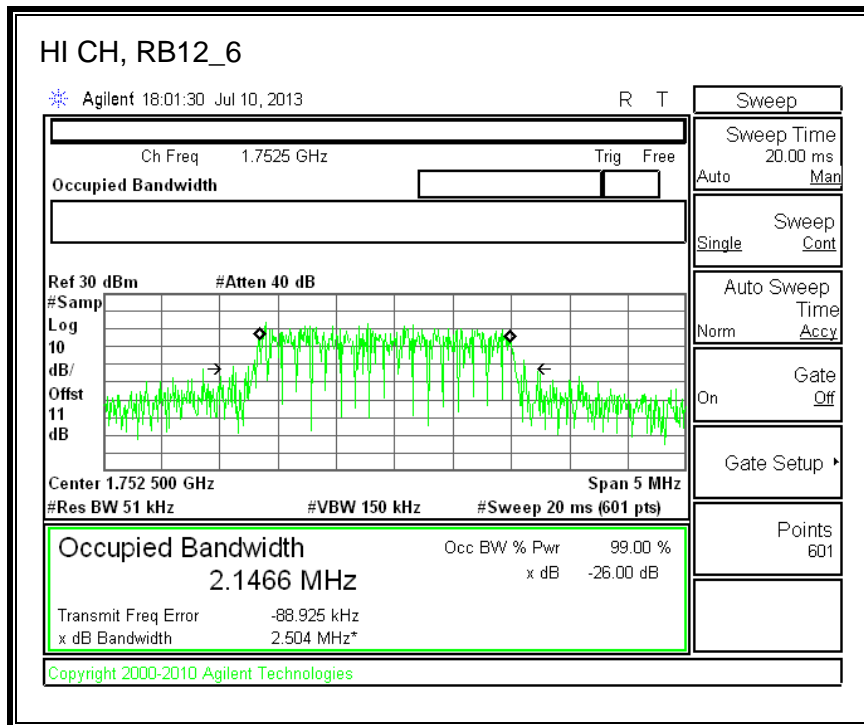 HI CH, RB12_6
Agilent 18:01:30 Jul 10, 2013 R T
Ch Freq 1.7525 GHz Trig Free
Occupied Bandwidth
Ref 30 dBm #Atten 40 dB
#Samp
Log
10
dB/
Offst
11
dB
Center 1.752 500 GHz Span 5 MHz
#Res BW 51 kHz #VBW 150 kHz #Sweep 20 ms (601 pts)
Occupied Bandwidth Occ BW % Pwr 99.00 %
2.1466 MHz x dB -26.00 dB
Transmit Freq Error -88.925 kHz
x dB Bandwidth 2.504 MHz*
Copyright 2000-2010 Agilent Technologies
Sweep
Sweep Time
20.00 ms
Auto Man
Sweep
Single Cont
Auto Sweep
Time
Norm Accy
Gate
On Off
Gate Setup
Points
601